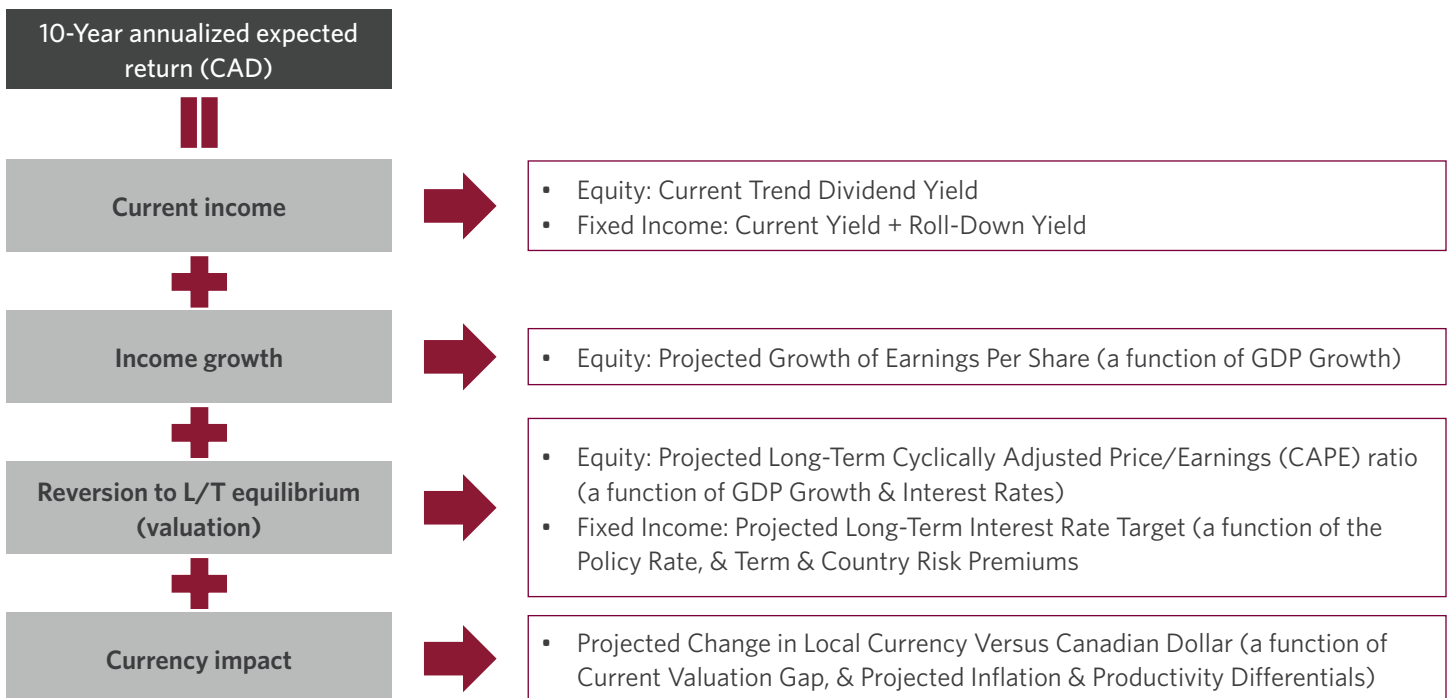 10-Year annualized expected
return (CAD)
Current income
• Equity: Current Trend Dividend Yield
• Fixed Income: Current Yield + Roll-Down Yield
Income growth
• Equity: Projected Growth of Earnings Per Share (a function of GDP Growth)
Reversion to L/T equilibrium
(valuation)
• Equity: Projected Long-Term Cyclically Adjusted Price/Earnings (CAPE) ratio
(a function of GDP Growth & Interest Rates)
• Fixed Income: Projected Long-Term Interest Rate Target (a function of the
Policy Rate, & Term & Country Risk Premiums
Currency impact
• Projected Change in Local Currency Versus Canadian Dollar (a function of
Current Valuation Gap, & Projected Inflation & Productivity Differentials)